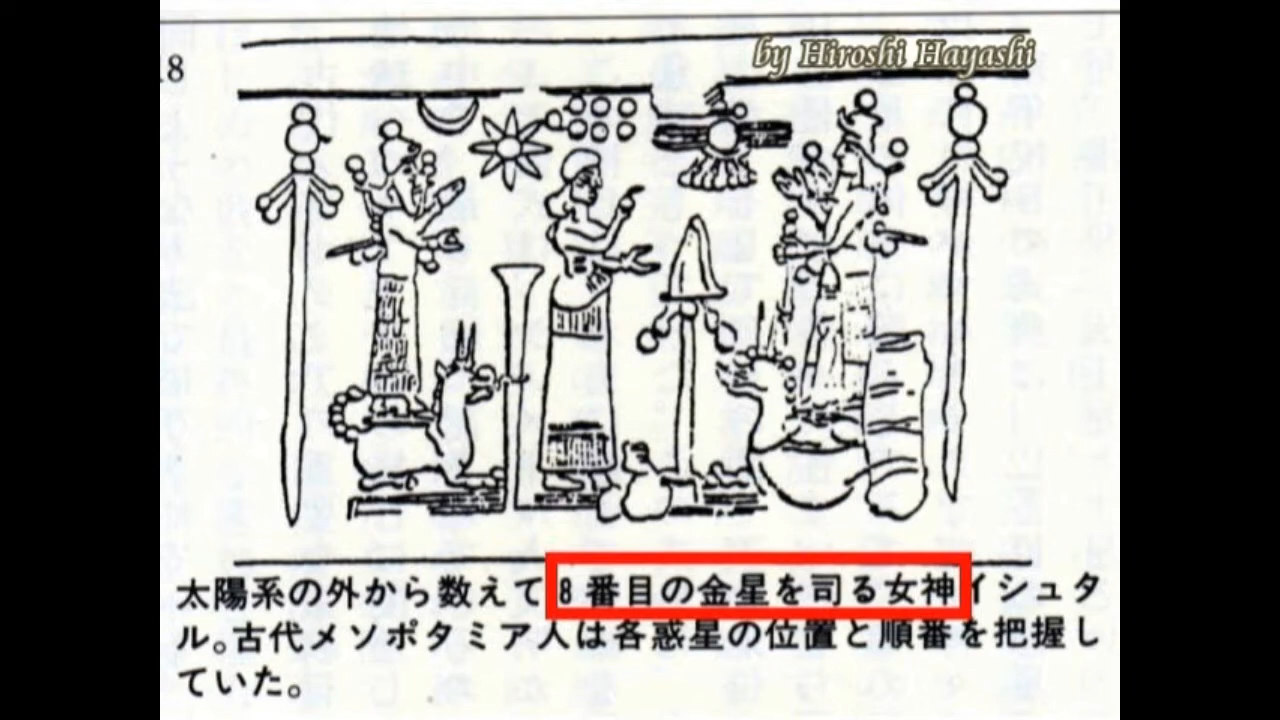 by Hiroshi Hayashi
.8
太陽系の外から数えて8番目の金星を司る女神イシュタ
ル。古代メソポタミア人は各惑星の位置と順番を把握し
ていた。